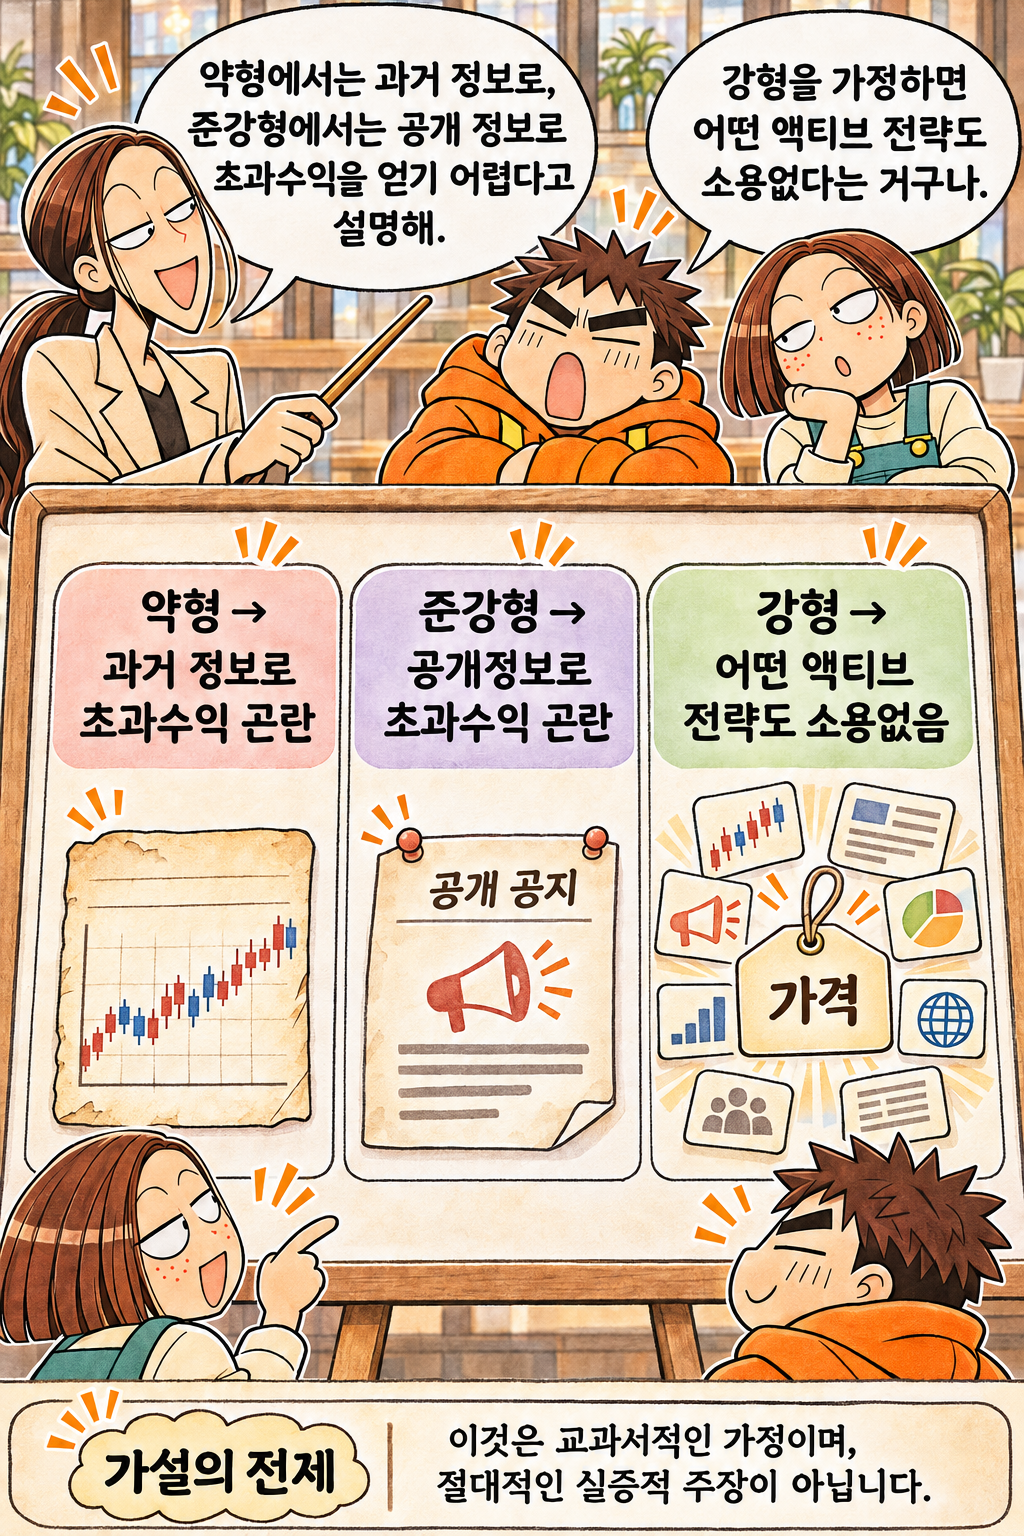 약형에서는 과거 정보로,
준강형에서는 공개 정보로
초과수익을 얻기 어렵다고
설명해.
강형을 가정하면
어떤 액티브 전략도
소용없다는 거구나.
약형 →
과거 정보로
초과수익 곤란
준강형 →
공개정보로
초과수익 곤란
강형 →
어떤 액티브
전략도 소용없음
공개 공지
가격
가설의 전제
이것은 교과서적인 가정이며,
절대적인 실증적 주장이 아닙니다.